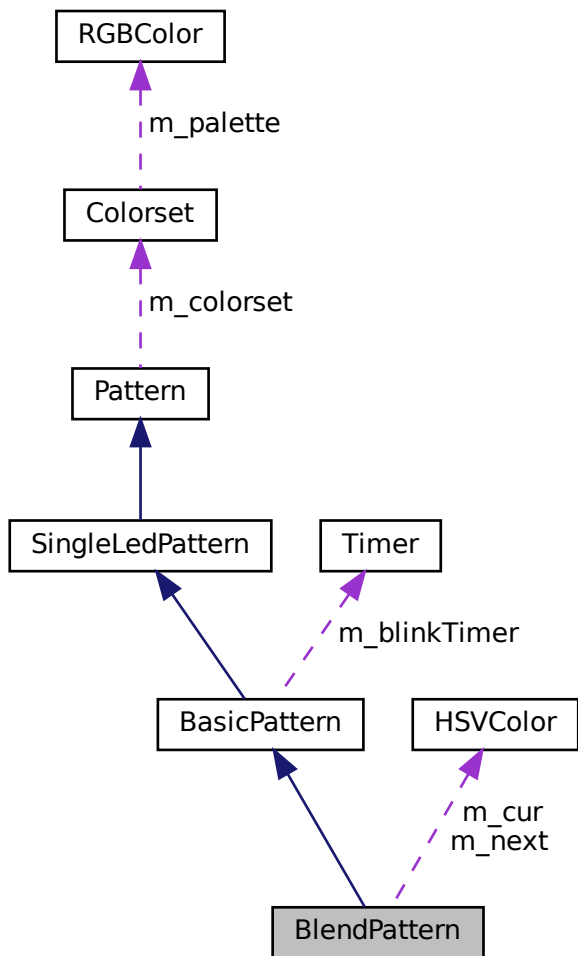 RGBColor
m_palette
Colorset
m_colorset
Pattern
SingleLedPattern
Timer
m_blinkTimer
BasicPattern
HSVColor
m_cur
m_next
BlendPattern